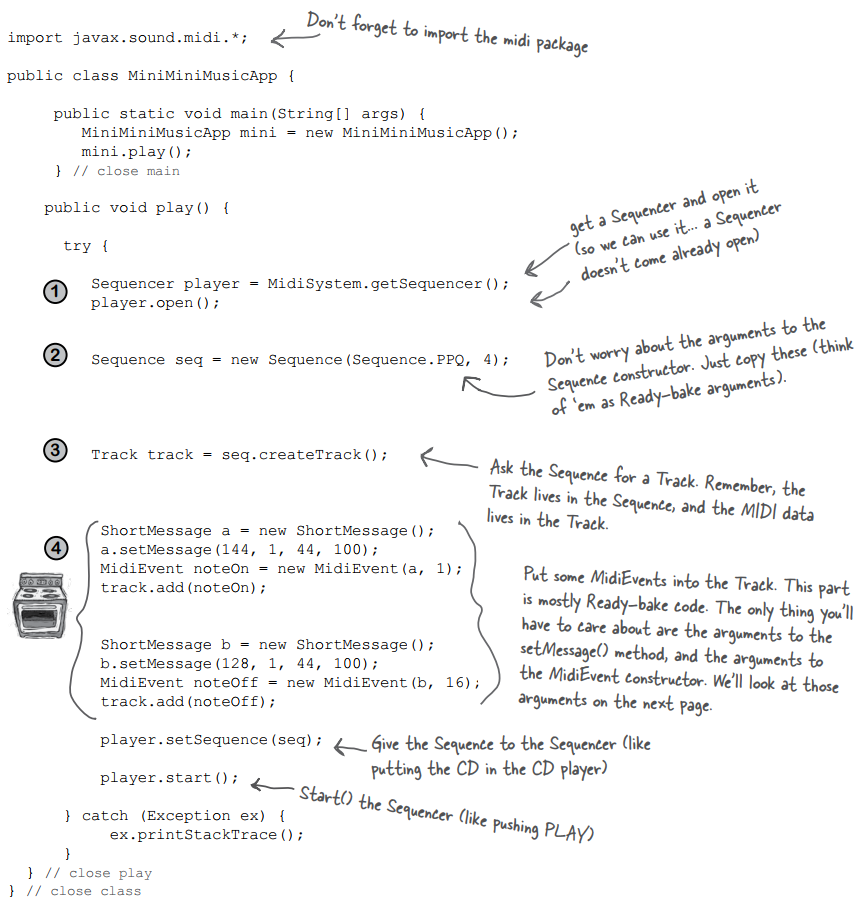 import javax.sound.midi.*;
Don't forget to import the midi package
public class MiniMiniMusicApp {
public static void main(String[] args) {
MiniMiniMusicApp mini = new MiniMiniMusicApp();
mini.play();
} // close main
public void play() {
try {
get a Sequencer and open it
(so we can use it... a Sequencer
doesn't come already open)
1
Sequencer player = MidiSystem.getSequencer();
player.open();
2
Sequence seq = new Sequence(Sequence.PPQ, 4);
Don't worry about the arguments to the
Sequence constructor. Just copy these (think
of 'em as Ready-bake arguments).
3
Track track = seq.createTrack();
Ask the Sequence for a Track. Remember, the
Track lives in the Sequence, and the MIDI data
lives in the Track.
4
ShortMessage a = new ShortMessage();
a.setMessage(144, 1, 44, 100);
MidiEvent noteOn = new MidiEvent(a, 1);
track.add(noteOn);
ShortMessage b = new ShortMessage();
b.setMessage(128, 1, 44, 100);
MidiEvent noteOff = new MidiEvent(b, 16);
track.add(noteOff);
Put some MidiEvents into the Track. This part
is mostly Ready-bake code. The only thing you'll
have to care about are the arguments to the
setMessage() method, and the arguments to
the MidiEvent constructor. We'll look at those
arguments on the next page.
player.setSequence(seq);
Give the Sequence to the Sequencer (like
putting the CD in the CD player)
player.start();
Start() the Sequencer (like pushing PLAY)
} catch (Exception ex) {
ex.printStackTrace();
}
} // close play
} // close class